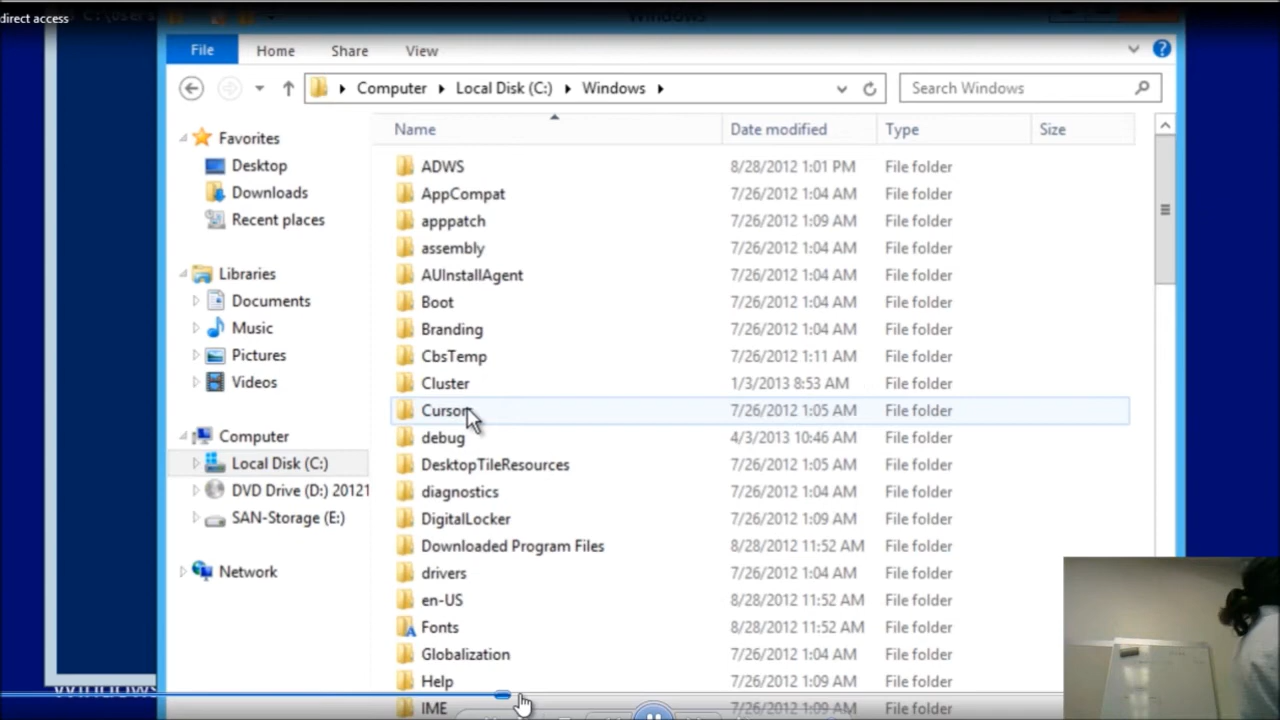 direct access
Windows
File Home Share View
Computer Local Disk (C:) Windows
Search Windows
Name Date modified Type Size
Favorites
Desktop
Downloads
Recent places
Libraries
Documents
Music
Pictures
Videos
Computer
Local Disk (C:)
DVD Drive (D:) 20121
SAN-Storage (E:)
Network
ADWS 8/28/2012 1:01 PM File folder
AppCompat 7/26/2012 1:04 AM File folder
apppatch 7/26/2012 1:09 AM File folder
assembly 7/26/2012 1:04 AM File folder
AUInstallAgent 7/26/2012 1:04 AM File folder
Boot 7/26/2012 1:04 AM File folder
Branding 7/26/2012 1:04 AM File folder
CbsTemp 7/26/2012 1:11 AM File folder
Cluster 1/3/2013 8:53 AM File folder
Cursors 7/26/2012 1:05 AM File folder
debug 4/3/2013 10:46 AM File folder
DesktopTileResources 7/26/2012 1:05 AM File folder
diagnostics 7/26/2012 1:04 AM File folder
DigitalLocker 7/26/2012 1:09 AM File folder
Downloaded Program Files 8/28/2012 11:52 AM File folder
drivers 7/26/2012 1:04 AM File folder
en-US 8/28/2012 11:52 AM File folder
Fonts 8/28/2012 11:52 AM File folder
Globalization 7/26/2012 1:04 AM File folder
Help 7/26/2012 1:09 AM File folder
IME 7/26/2012 1:09 AM File folder
Windows